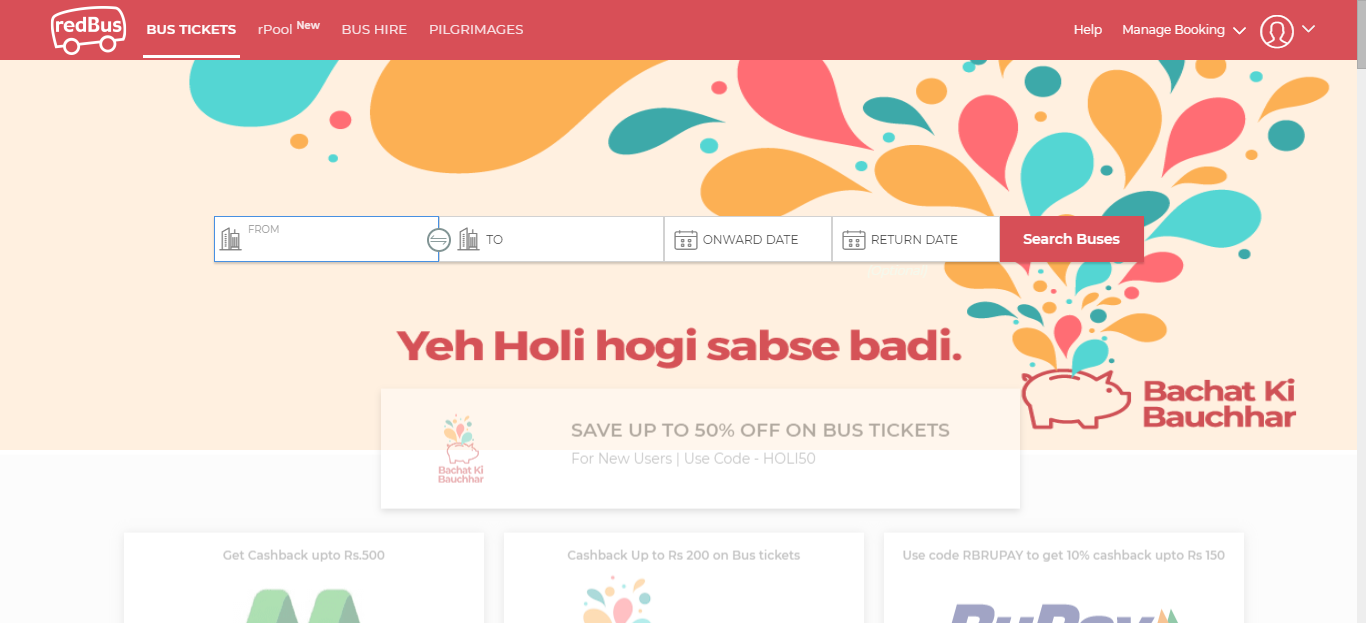 redBus
BUS TICKETS
rPool New
BUS HIRE
PILGRIMAGES
Help
Manage Booking
FROM
TO
ONWARD DATE
RETURN DATE
Search Buses
Yeh Holi hogi sabse badi.
Bachat Ki
Bauchhar
SAVE UP TO 50% OFF ON BUS TICKETS
For New Users | Use Code - HOLI50
Bachat Ki
Bauchhar
Get Cashback upto Rs.500
Cashback Up to Rs 200 on Bus tickets
Use code RBRUPAY to get 10% cashback upto Rs 150
RuPay